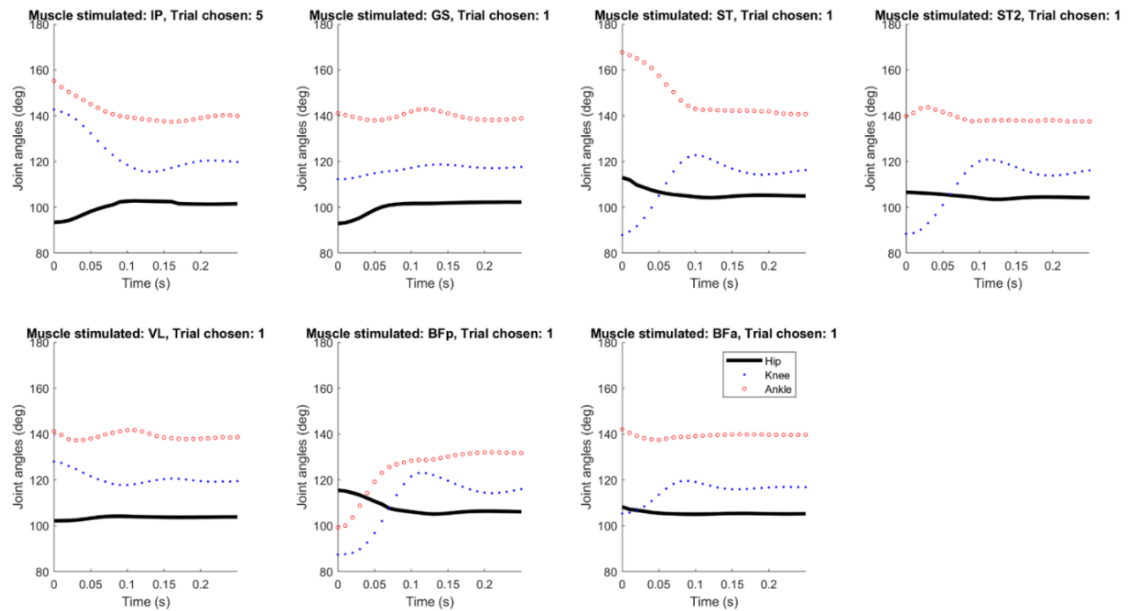 Muscle stimulated: IP, Trial chosen: 5
180
160
140
120
100
80
Joint angles (deg)
0 0.05 0.1 0.15 0.2
Time (s)
Muscle stimulated: GS, Trial chosen: 1
180
160
140
120
100
80
Joint angles (deg)
0 0.05 0.1 0.15 0.2
Time (s)
Muscle stimulated: ST, Trial chosen: 1
180
160
140
120
100
80
Joint angles (deg)
0 0.05 0.1 0.15 0.2
Time (s)
Muscle stimulated: ST2, Trial chosen: 1
180
160
140
120
100
80
Joint angles (deg)
0 0.05 0.1 0.15 0.2
Time (s)
Muscle stimulated: VL, Trial chosen: 1
180
160
140
120
100
80
Joint angles (deg)
0 0.05 0.1 0.15 0.2
Time (s)
Muscle stimulated: BFp, Trial chosen: 1
180
160
140
120
100
80
Joint angles (deg)
0 0.05 0.1 0.15 0.2
Time (s)
Muscle stimulated: BFa, Trial chosen: 1
180
160
140
120
100
80
Joint angles (deg)
0 0.05 0.1 0.15 0.2
Time (s)
Hip
Knee
Ankle